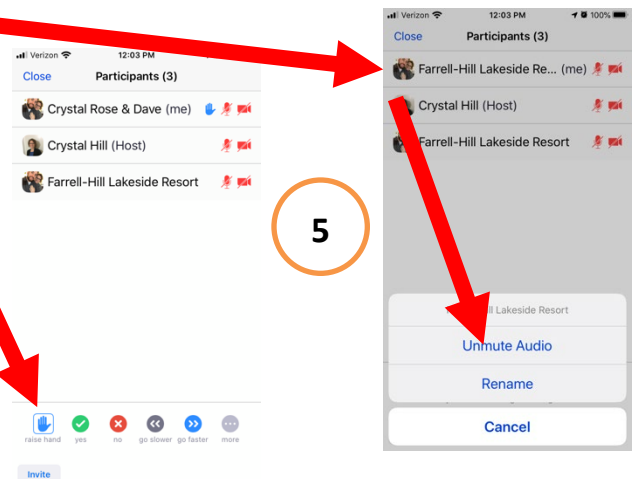 Verizon 12:03 PM
Close Participants (3)
Crystal Rose & Dave (me)
Crystal Hill (Host)
Farrell-Hill Lakeside Resort
raise hand yes no go slower go faster more
Invite
5
Verizon 12:03 PM 100%
Close Participants (3)
Farrell-Hill Lakeside Re... (me)
Crystal Hill (Host)
Farrell-Hill Lakeside Resort
Lakeside Resort
Unmute Audio
Rename
Cancel